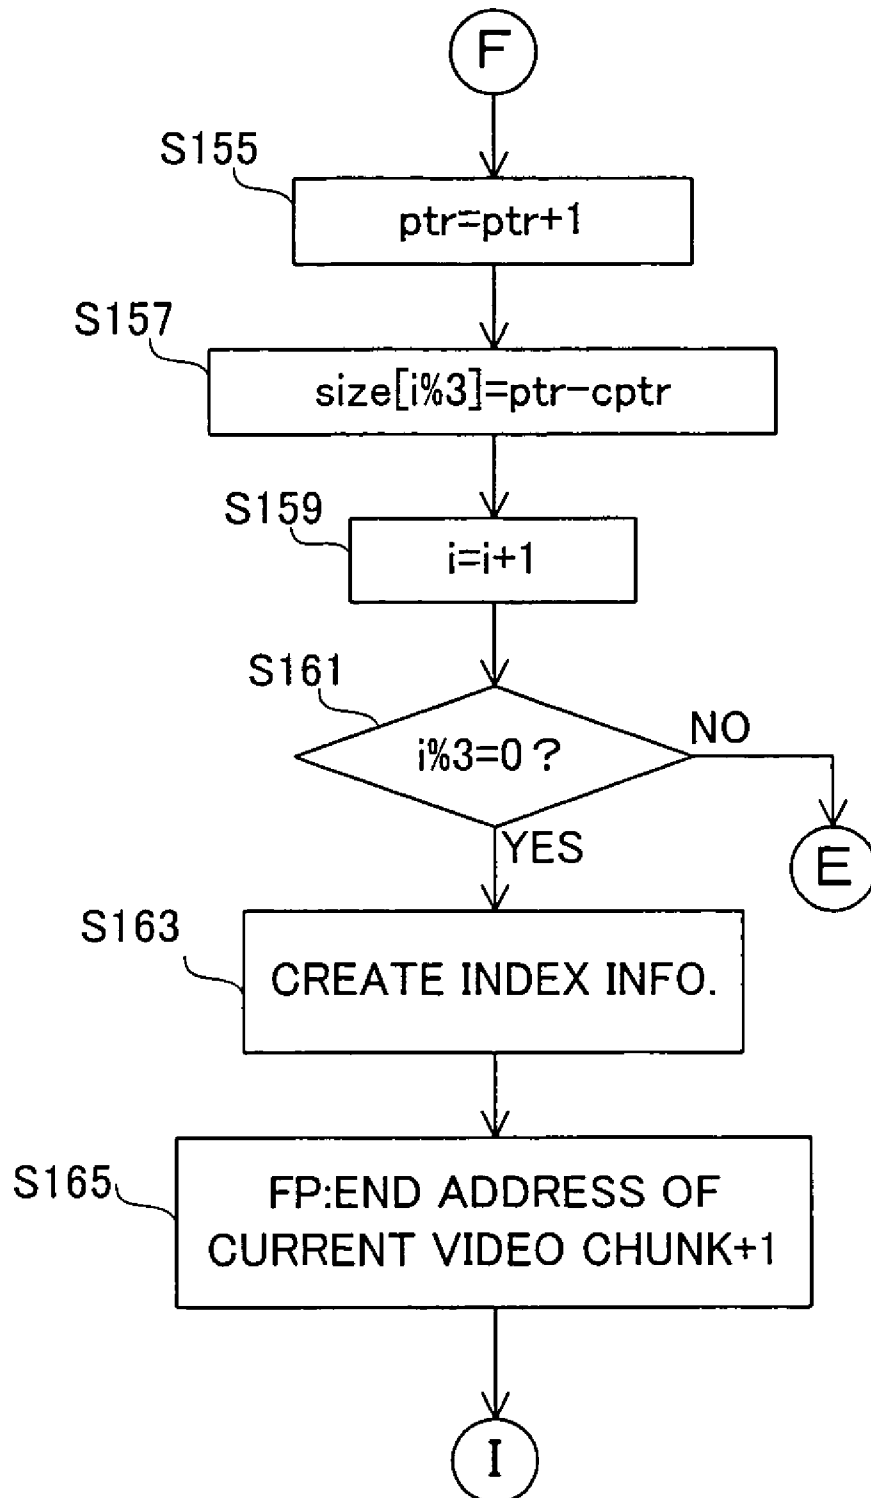 F
S155
ptr=ptr+1
S157
size[i%3]=ptr-cptr
S159
i=i+1
S161
i%3=0?
NO
E
YES
S163
CREATE INDEX INFO.
S165
FP:END ADDRESS OF
CURRENT VIDEO CHUNK+1
I